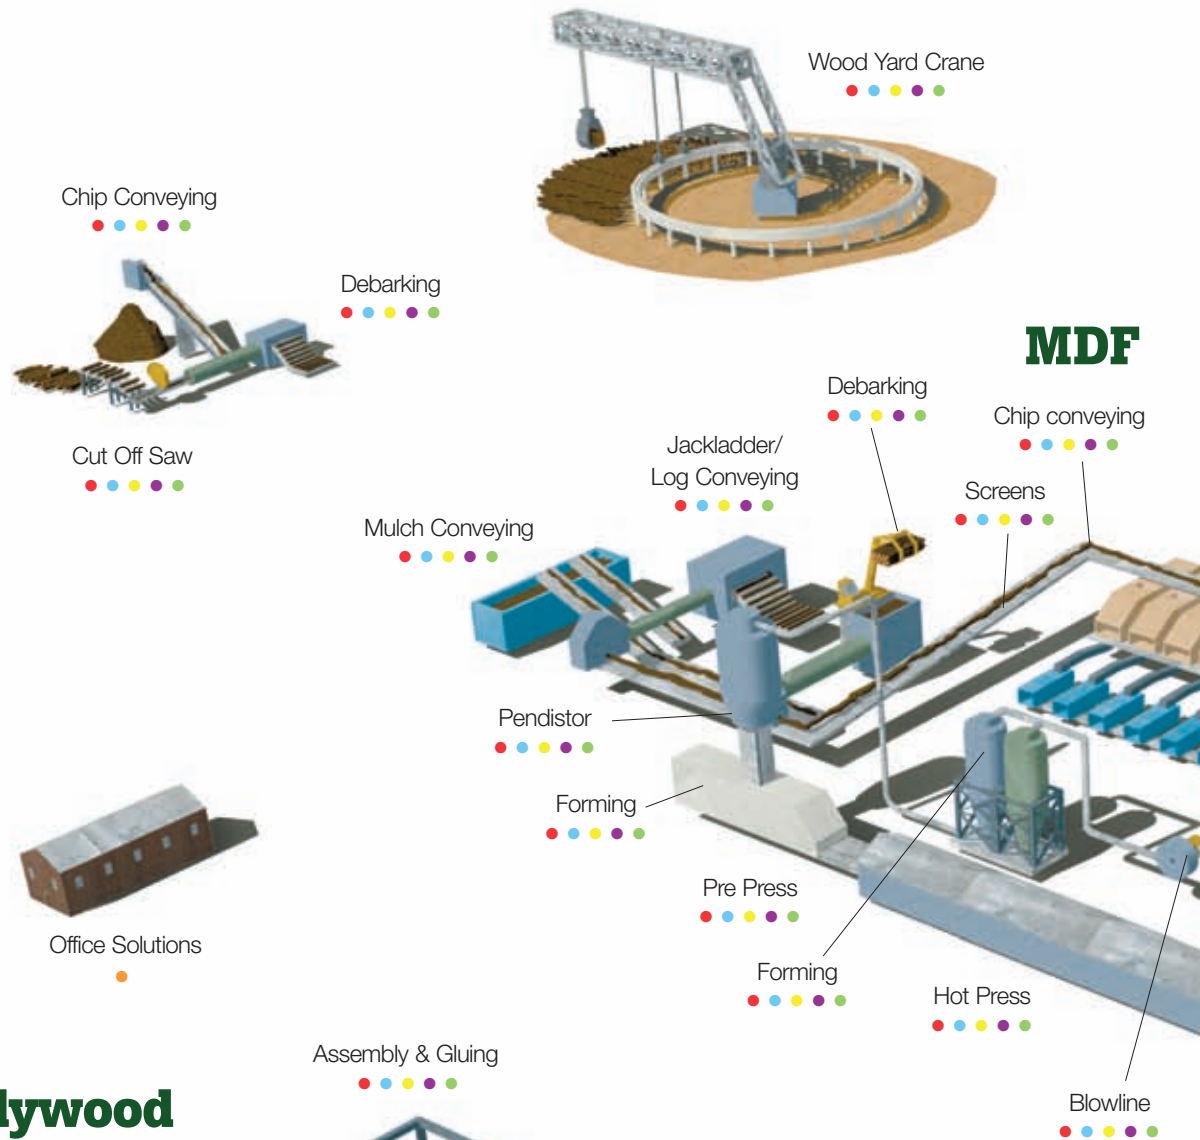 Wood Yard Crane
Chip Conveying
Debarking
MDF
Debarking
Chip conveying
Cut Off Saw
Jackladder/
Log Conveying
Screens
Mulch Conveying
Pendistor
Forming
Pre Press
Office Solutions
Forming
Hot Press
Assembly & Gluing
lywood
Blowline